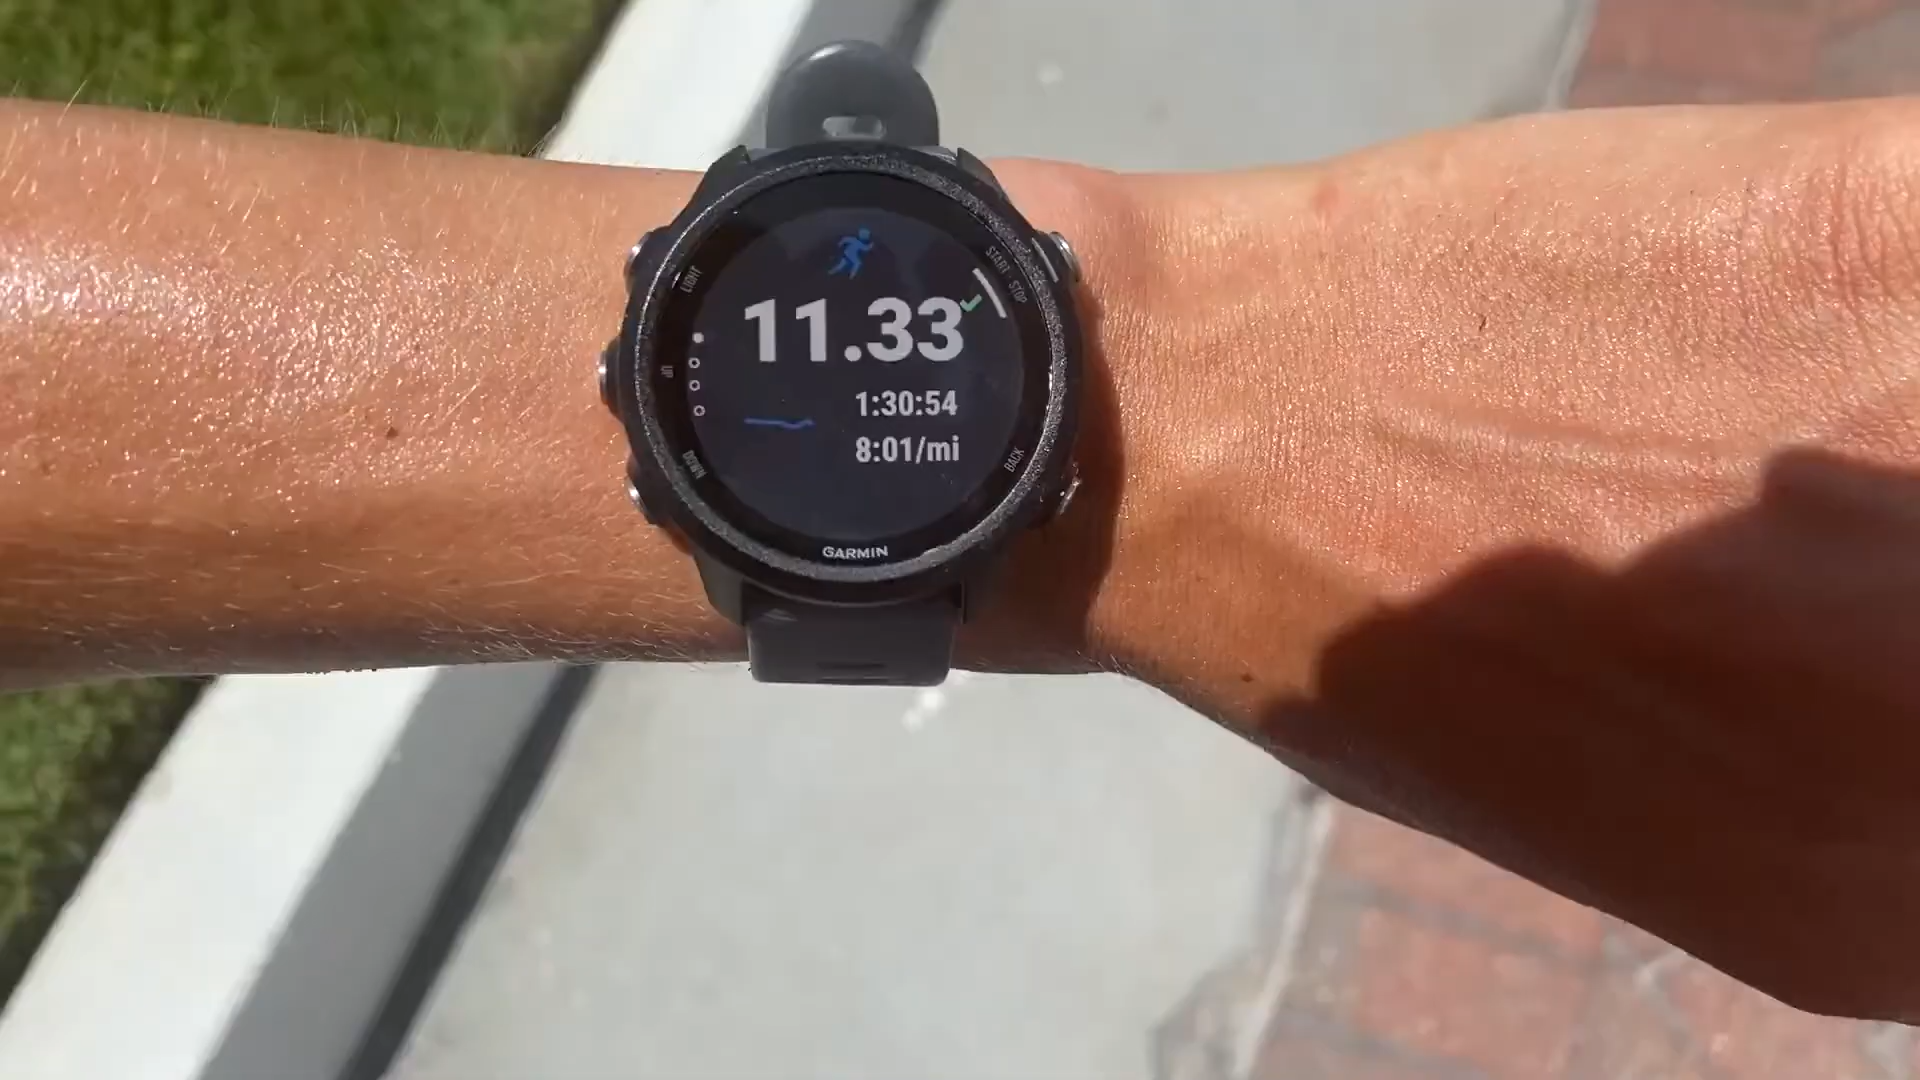 LIGHT
START STOP
11.33
UP
1:30:54
8:01/mi
DOWN
BACK
GARMIN